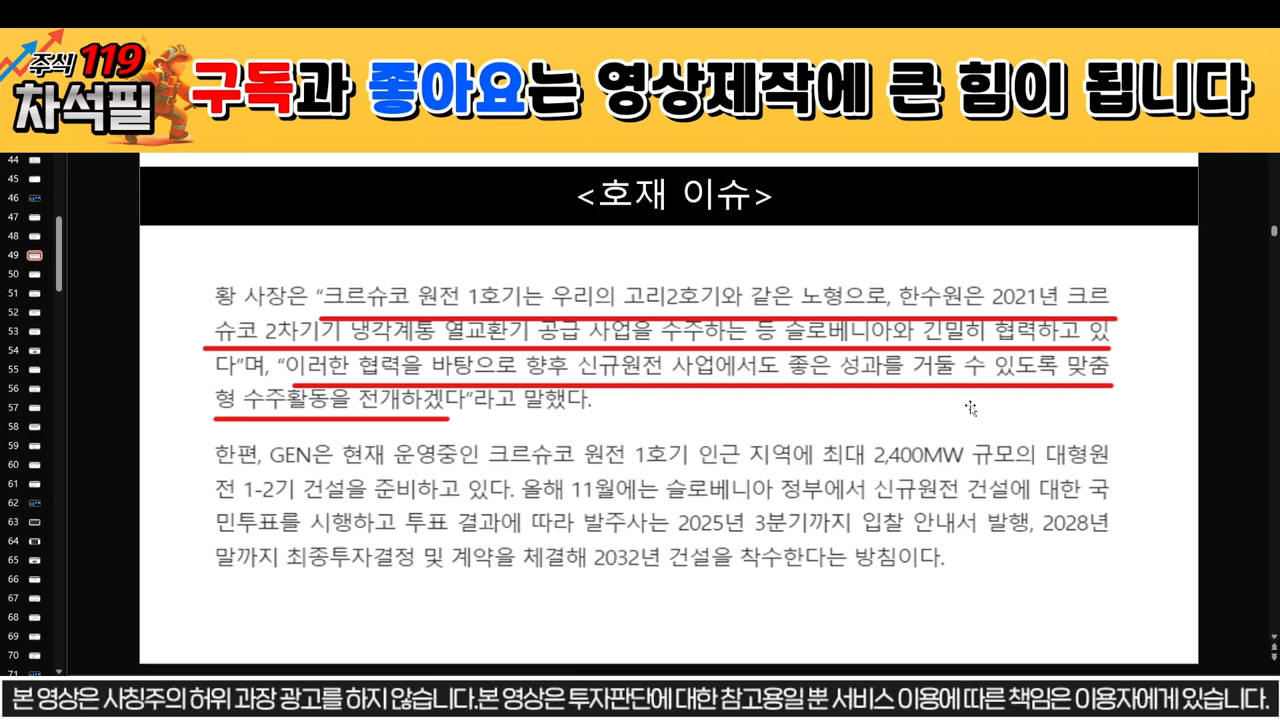 주식 119
차석필
구독과 좋아요는 영상제작에 큰 힘이 됩니다
44
45
46
47
48
49
50
51
52
53
54
55
56
57
58
59
60
61
62
63
64
65
66
67
68
69
70
71
<호재 이슈>
황 사장은 “크르슈코 원전 1호기는 우리의 고리2호기와 같은 노형으로, 한수원은 2021년 크르
슈코 2차기기 냉각계통 열교환기 공급 사업을 수주하는 등 슬로베니아와 긴밀히 협력하고 있
다”며, “이러한 협력을 바탕으로 향후 신규원전 사업에서도 좋은 성과를 거둘 수 있도록 맞춤
형 수주활동을 전개하겠다”라고 말했다.
한편, GEN은 현재 운영중인 크르슈코 원전 1호기 인근 지역에 최대 2,400MW 규모의 대형원
전 1-2기 건설을 준비하고 있다. 올해 11월에는 슬로베니아 정부에서 신규원전 건설에 대한 국
민투표를 시행하고 투표 결과에 따라 발주사는 2025년 3분기까지 입찰 안내서 발행, 2028년
말까지 최종투자결정 및 계약을 체결해 2032년 건설을 착수한다는 방침이다.
본 영상은 사칭주의 허위 과장 광고를 하지 않습니다.본 영상은 투자판단에 대한 참고용일 뿐 서비스 이용에 따른 책임은 이용자에게 있습니다.